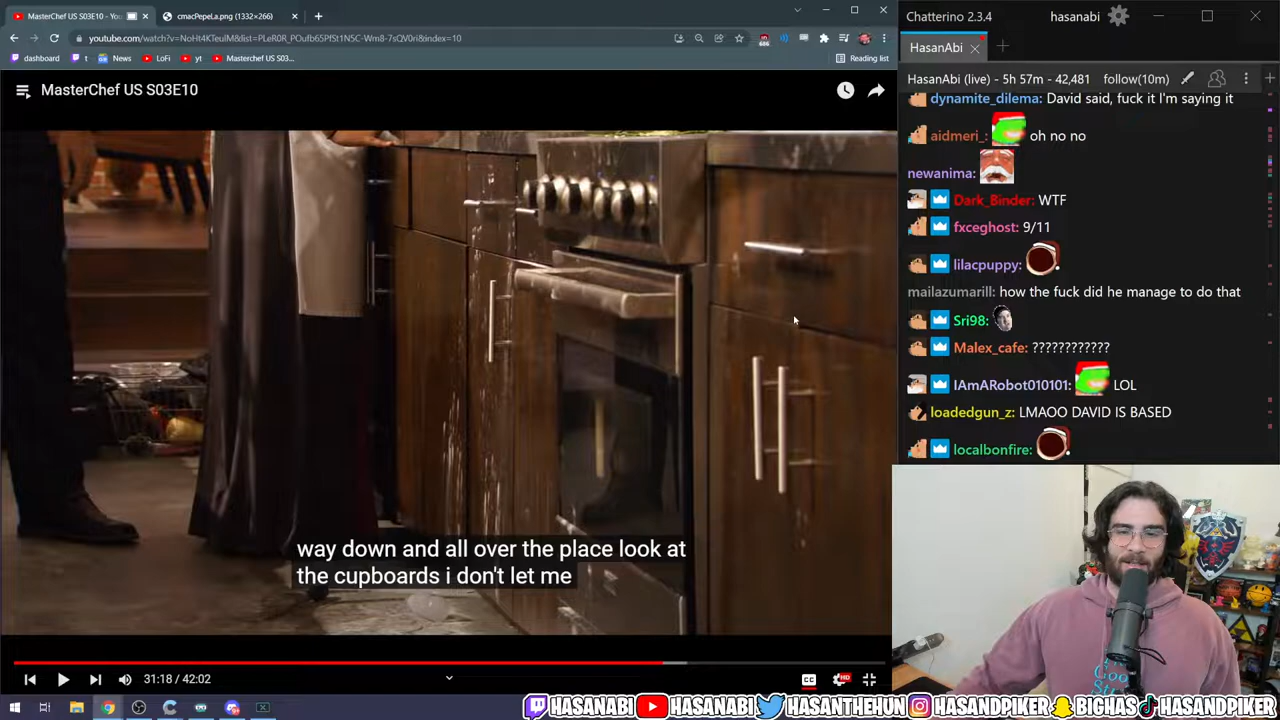 MasterChef US S03E10 - You
cmacPepeLa.png (1332×266)
youtube.com/watch?v=NoHt4KTeulM&list=PLeR0R_POufb65PfSt1N5C-Wm8-7sQV0ri&index=10
dashboard
t
News
LoFi
yt
Masterchef US S03...
Reading list
MasterChef US S03E10
way down and all over the place look at
the cupboards i don't let me
31:18 / 42:02
CC
HD
Chatterino 2.3.4
hasanabi
HasanAbi
HasanAbi (live) - 5h 57m - 42,481
follow(10m)
dynamite_dilema: David said, fuck it I'm saying it
aidmeri_: oh no no
newanima:
Dark_Binder: WTF
fxceghost: 9/11
lilacpuppy:
mailazumarill: how the fuck did he manage to do that
Sri98:
Malex_cafe: ????????????
IAmARobot010101: LOL
loadedgun_z: LMAOO DAVID IS BASED
localbonfire:
HASANABI
HASANABI
HASANTHEHUN
HASANDPIKER
BIGHAS
HASANDPIKER